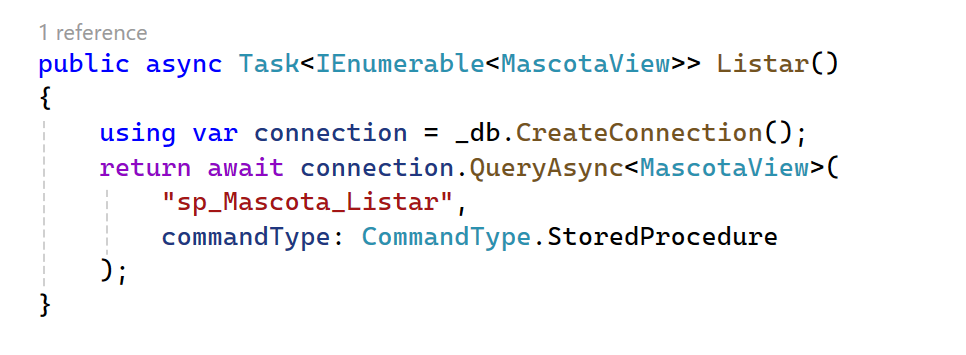 1 reference
public async Task<IEnumerable<MascotaView>> Listar()
{
    using var connection = _db.CreateConnection();
    return await connection.QueryAsync<MascotaView>(
        "sp_Mascota_Listar",
        commandType: CommandType.StoredProcedure
    );
}